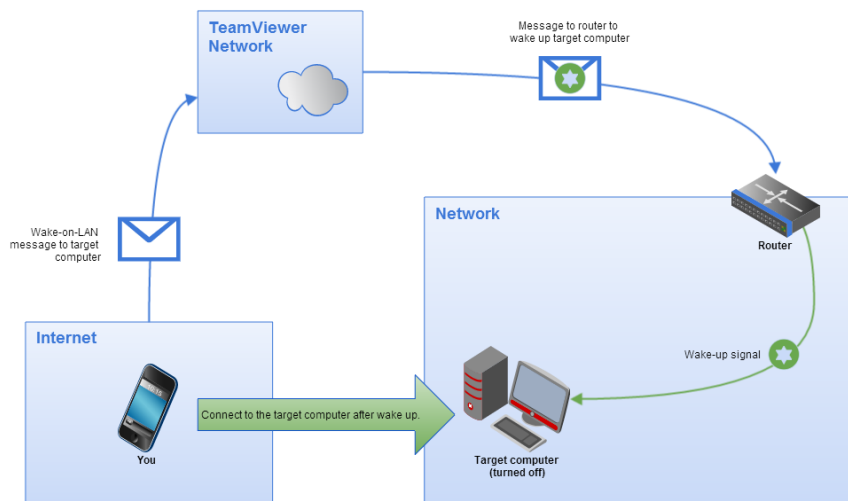 TeamViewer
Network
Message to router to
wake up target computer
Wake-on-LAN
message to target
computer
Network
Router
Internet
Wake-up signal
Connect to the target computer after wake up.
You
Target computer
(turned off)